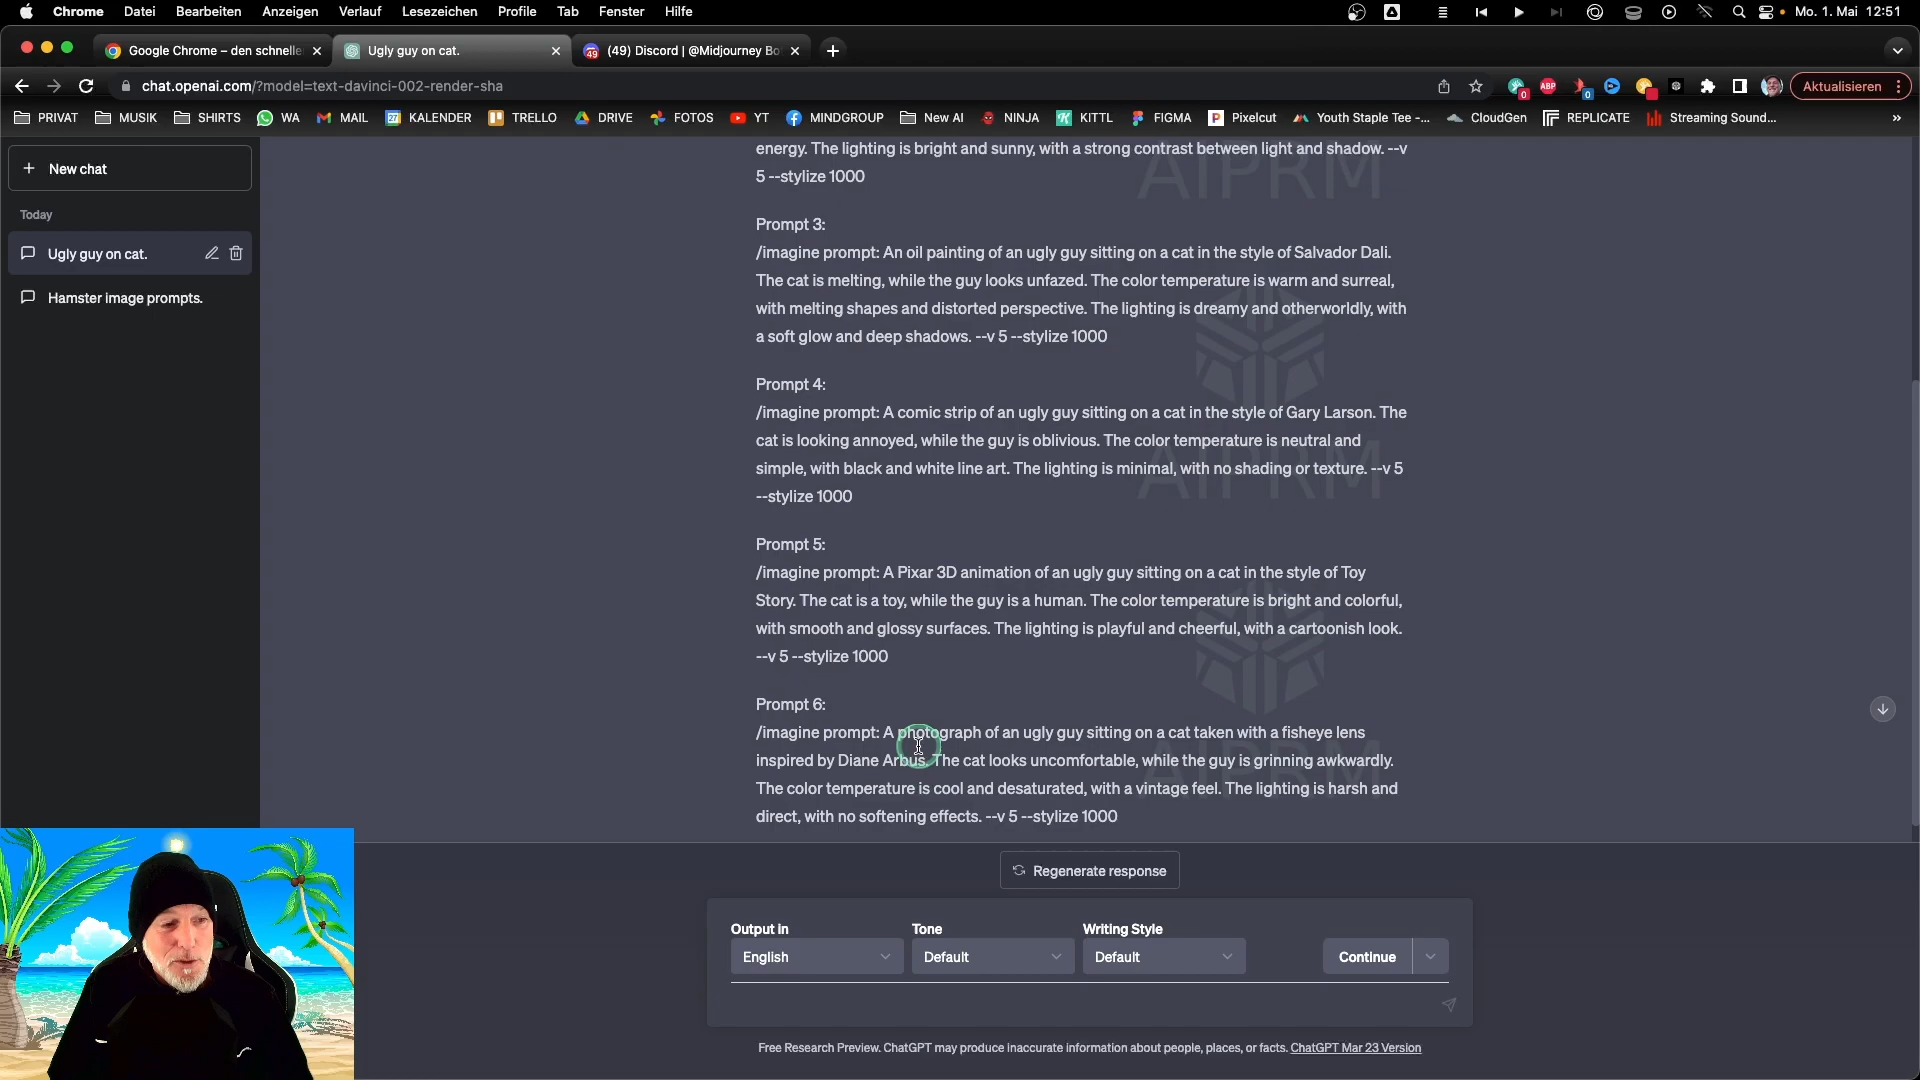 Chrome Datei Bearbeiten Anzeigen Verlauf Lesezeichen Profile Tab Fenster Hilfe Mo. 1. Mai 12:51
Google Chrome – den schnelle Ugly guy on cat. (49) Discord | @Midjourney Bo
chat.openai.com/?model=text-davinci-002-render-sha 0 ABP 0 Aktualisieren
PRIVAT MUSIK SHIRTS WA MAIL KALENDER TRELLO DRIVE FOTOS YT MINDGROUP New AI NINJA KITTL FIGMA Pixelcut Youth Staple Tee -... CloudGen REPLICATE Streaming Sound... »
New chat
Today
Ugly guy on cat.
Hamster image prompts.
energy. The lighting is bright and sunny, with a strong contrast between light and shadow. --v
5 --stylize 1000
Prompt 3:
/imagine prompt: An oil painting of an ugly guy sitting on a cat in the style of Salvador Dali.
The cat is melting, while the guy looks unfazed. The color temperature is warm and surreal,
with melting shapes and distorted perspective. The lighting is dreamy and otherworldly, with
a soft glow and deep shadows. --v 5 --stylize 1000
Prompt 4:
/imagine prompt: A comic strip of an ugly guy sitting on a cat in the style of Gary Larson. The
cat is looking annoyed, while the guy is oblivious. The color temperature is neutral and
simple, with black and white line art. The lighting is minimal, with no shading or texture. --v 5
--stylize 1000
Prompt 5:
/imagine prompt: A Pixar 3D animation of an ugly guy sitting on a cat in the style of Toy
Story. The cat is a toy, while the guy is a human. The color temperature is bright and colorful,
with smooth and glossy surfaces. The lighting is playful and cheerful, with a cartoonish look.
--v 5 --stylize 1000
Prompt 6:
/imagine prompt: A photograph of an ugly guy sitting on a cat taken with a fisheye lens
inspired by Diane Arbus. The cat looks uncomfortable, while the guy is grinning awkwardly.
The color temperature is cool and desaturated, with a vintage feel. The lighting is harsh and
direct, with no softening effects. --v 5 --stylize 1000
AIPRM
AIPRM
AIPRM
Regenerate response
Output in Tone Writing Style
English Default Default Continue
Free Research Preview. ChatGPT may produce inaccurate information about people, places, or facts. ChatGPT Mar 23 Version